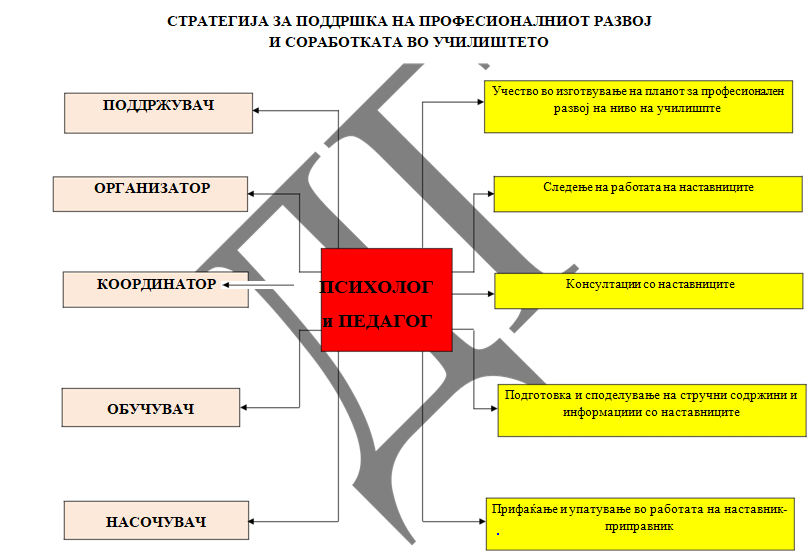 СТРАТЕГИЈА ЗА ПОДДРШКА НА ПРОФЕСИОНАЛНИОТ РАЗВОЈ
И СОРАБОТКАТА ВО УЧИЛИШТЕТО
ПОДДРЖУВАЧ
ОРГАНИЗАТОР
КООРДИНАТОР
ОБУЧУВАЧ
НАСОЧУВАЧ
ПСИХОЛОГ
и ПЕДАГОГ
Учество во изготвување на планот за професионален
развој на ниво на училиште
Следење на работата на наставниците
Консултации со наставниците
Подготовка и споделување на стручни содржини и
информациии со наставниците
Прифаќање и упатување во работата на наставник-
приправник
.